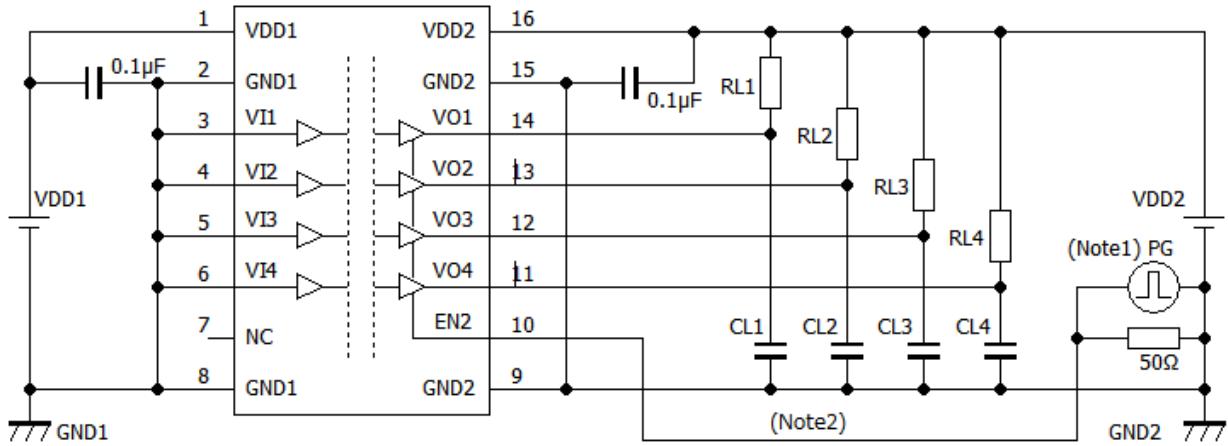 1 VDD1 VDD2 16
0.1µF
2 GND1 GND2 15
0.1µF
RL1
3 VI1 VO1 14
RL2
4 VI2 VO2 13
RL3
VDD1
VDD2
5 VI3 VO3 12
RL4
(Note1) PG
6 VI4 VO4 11
7 NC EN2 10
CL1 CL2 CL3 CL4
50Ω
8 GND1 GND2 9
(Note2)
GND1
GND2